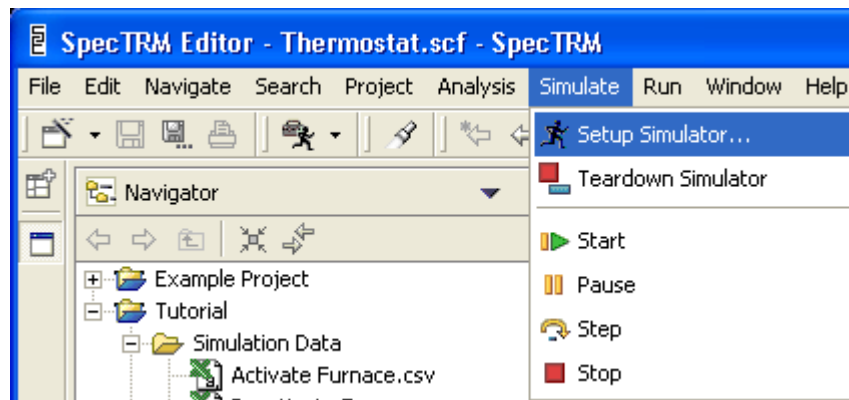 SpecTRM Editor - Thermostat.scf - SpecTRM
File Edit Navigate Search Project Analysis Simulate Run Window Help
Setup Simulator...
Teardown Simulator
Navigator
Start
Example Project
Pause
Tutorial
Step
Simulation Data
Stop
Activate Furnace.csv